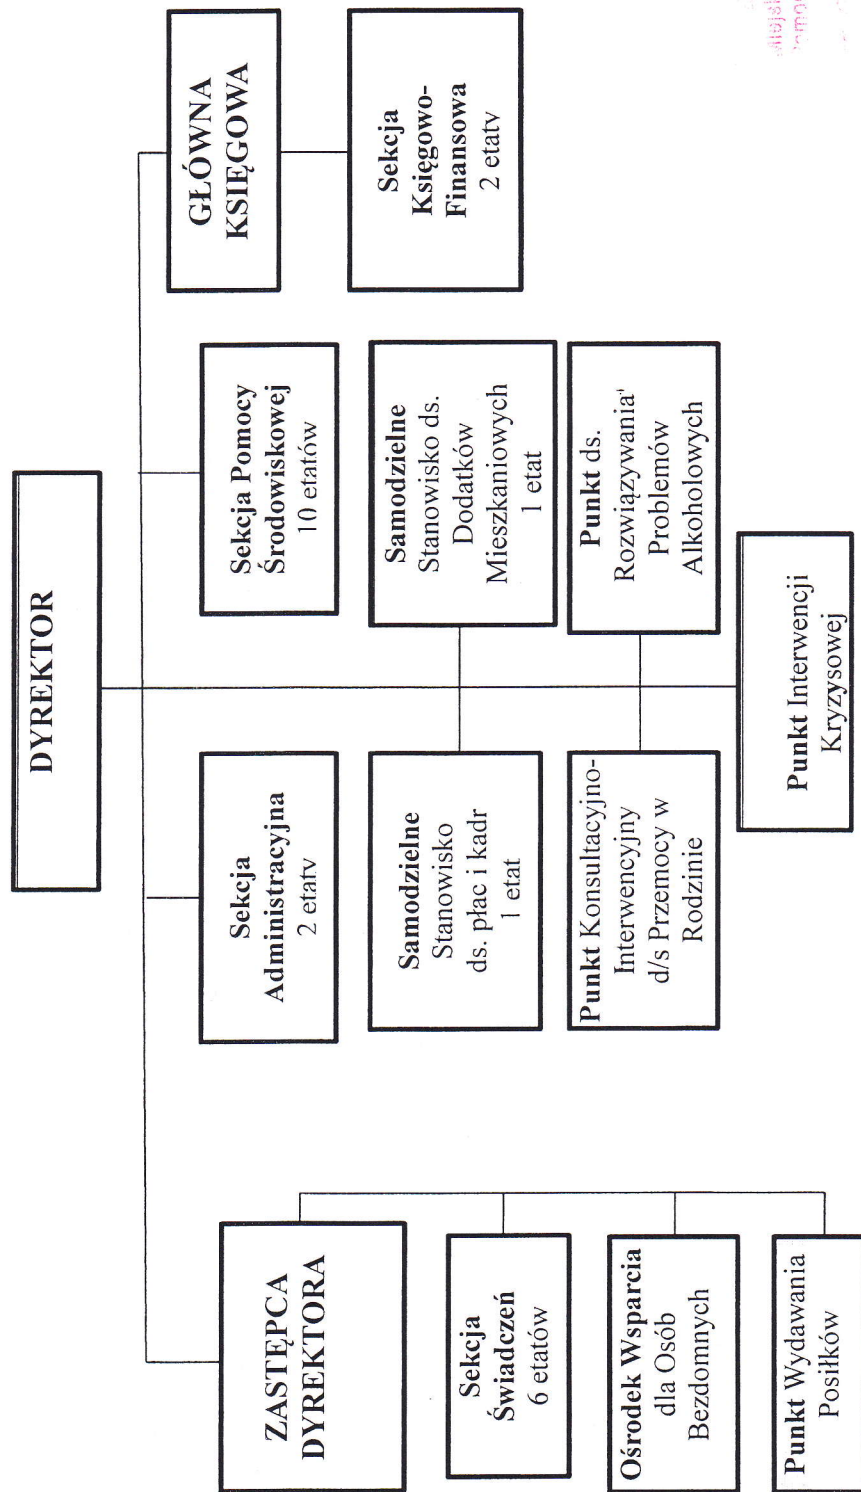 DYREKTOR
ZASTĘPCA
DYREKTORA
GŁÓWNA
KSIĘGOWA
Sekcja
Administracyjna
2 etaty
Sekcja Pomocy
Środowiskowej
10 etatów
Sekcja
Księgowo-
Finansowa
2 etaty
Sekcja
Świadczeń
6 etatów
Samodzielne
Stanowisko
ds. płac i kadr
1 etat
Samodzielne
Stanowisko ds.
Dodatków
Mieszkaniowych
1 etat
Ośrodek Wsparcia
dla Osób
Bezdomnych
Punkt Konsultacyjno-
Interwencyjny
d/s Przemocy w
Rodzinie
Punkt ds.
Rozwiązywania
Problemów
Alkoholowych
Punkt Wydawania
Posiłków
Punkt Interwencji
Kryzysowej